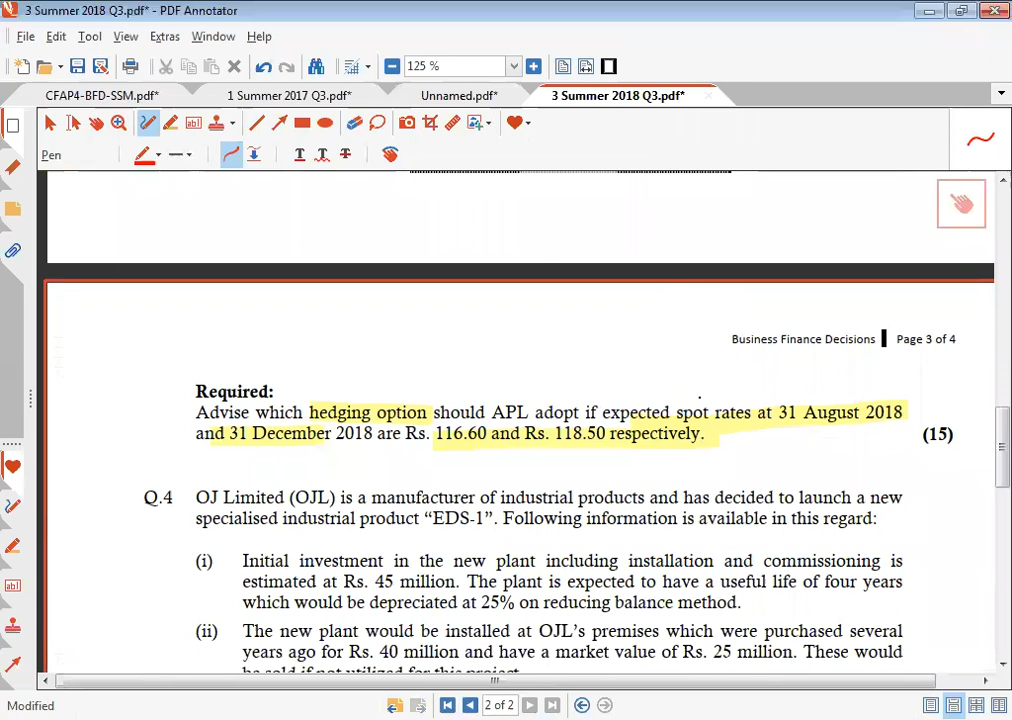 3 Summer 2018 Q3.pdf* - PDF Annotator
File Edit Tool View Extras Window Help
125 %
CFAP4-BFD-SSM.pdf* 1 Summer 2017 Q3.pdf* Unnamed.pdf* 3 Summer 2018 Q3.pdf*
Pen
Business Finance Decisions Page 3 of 4
Required:
Advise which hedging option should APL adopt if expected spot rates at 31 August 2018
and 31 December 2018 are Rs. 116.60 and Rs. 118.50 respectively. (15)
Q.4 OJ Limited (OJL) is a manufacturer of industrial products and has decided to launch a new
specialised industrial product “EDS-1”. Following information is available in this regard:
(i) Initial investment in the new plant including installation and commissioning is
estimated at Rs. 45 million. The plant is expected to have a useful life of four years
which would be depreciated at 25% on reducing balance method.
(ii) The new plant would be installed at OJL’s premises which were purchased several
years ago for Rs. 40 million and have a market value of Rs. 25 million. These would
be sold if not utilized for this project.
Modified 2 of 2